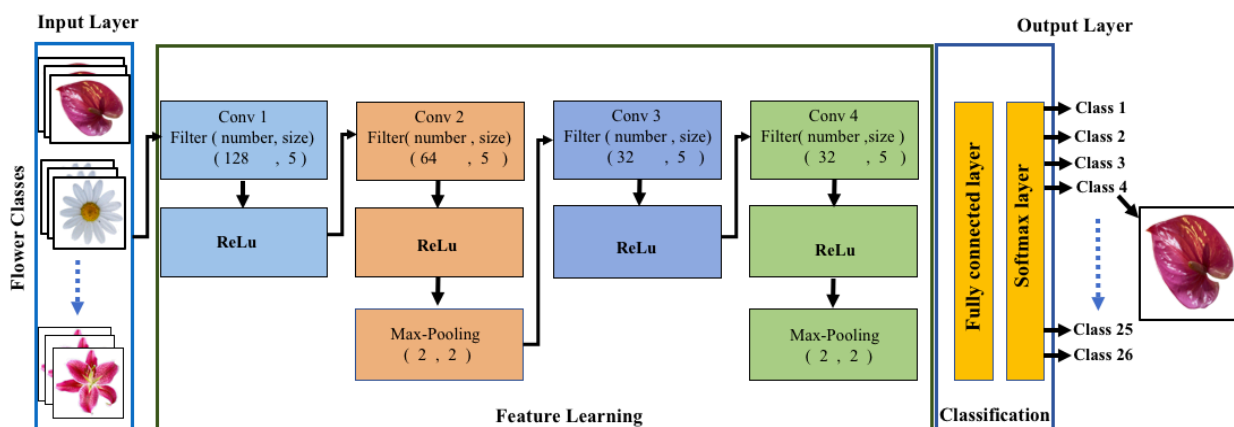 Input Layer
Output Layer
Flower Classes
Conv 1
Filter( number, size)
( 128 , 5 )
ReLu
Conv 2
Filter( number , size)
( 64 , 5 )
ReLu
Max-Pooling
( 2 , 2 )
Conv 3
Filter( number , size)
( 32 , 5 )
ReLu
Conv 4
Filter( number ,size )
( 32 , 5 )
ReLu
Max-Pooling
( 2 , 2 )
Feature Learning
Fully connected layer
Softmax layer
Classification
Class 1
Class 2
Class 3
Class 4
Class 25
Class 26